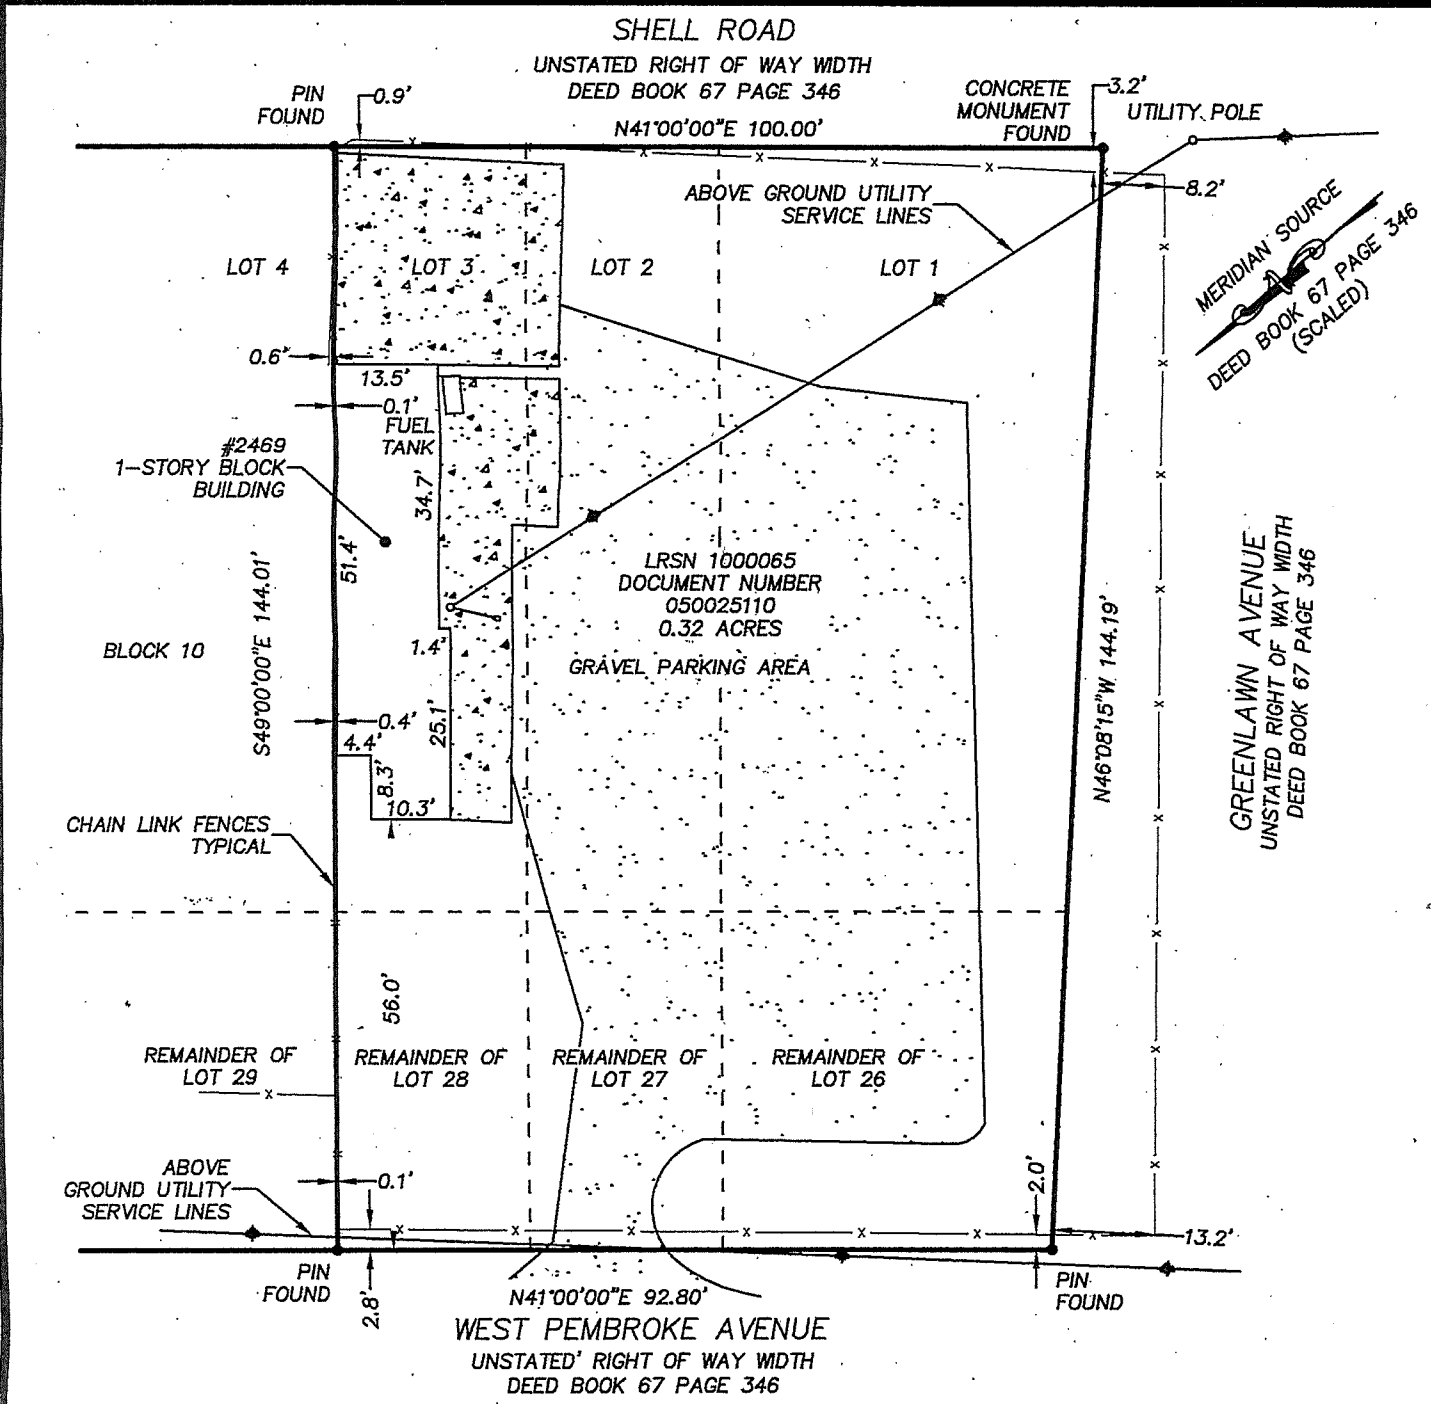 SHELL ROAD
UNSTATED RIGHT OF WAY WIDTH
DEED BOOK 67 PAGE 346
N41°00'00"E 100.00'
PIN
FOUND
0.9'
CONCRETE
MONUMENT
FOUND
3.2'
UTILITY POLE
8.2'
ABOVE GROUND UTILITY
SERVICE LINES
MERIDIAN SOURCE
N
DEED BOOK 67 PAGE 346
(SCALED)
LOT 4
LOT 3
LOT 2
LOT 1
0.6'
13.5'
0.1'
FUEL
TANK
#2469
1-STORY BLOCK
BUILDING
34.7'
51.4'
S49°00'00"E 144.01'
BLOCK 10
LRSN 1000065
DOCUMENT NUMBER
050025110
0.32 ACRES
GRAVEL PARKING AREA
1.4'
25.1'
0.4'
4.4'
8.3'
10.3'
N46°08'15"W 144.19'
GREENLAWN AVENUE
UNSTATED RIGHT OF WAY WIDTH
DEED BOOK 67 PAGE 346
CHAIN LINK FENCES
TYPICAL
56.0'
REMAINDER OF
LOT 29
REMAINDER OF
LOT 28
REMAINDER OF
LOT 27
REMAINDER OF
LOT 26
ABOVE
GROUND UTILITY
SERVICE LINES
0.1'
2.0'
13.2'
PIN
FOUND
2.8'
PIN
FOUND
N41°00'00"E 92.80'
WEST PEMBROKE AVENUE
UNSTATED' RIGHT OF WAY WIDTH
DEED BOOK 67 PAGE 346